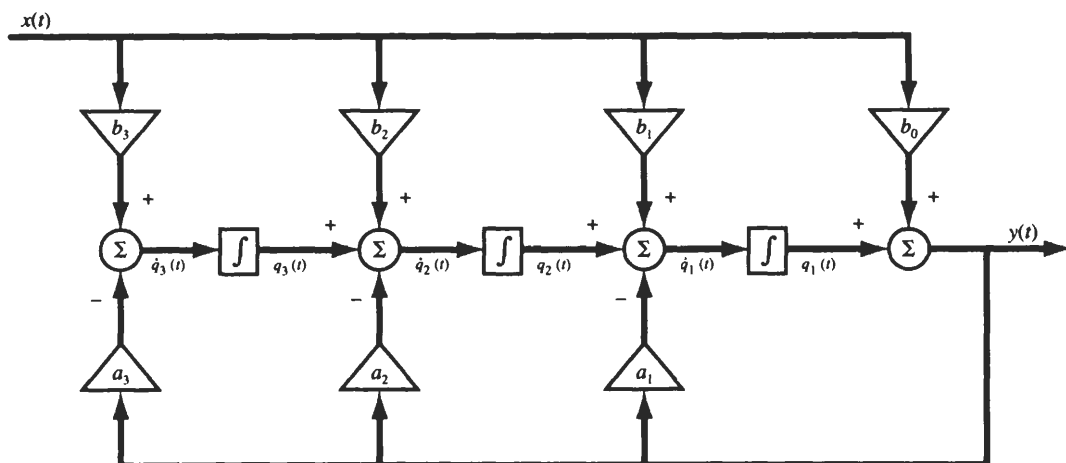 x(t)
b₃ b₂ b₁ b₀
+ + + +
+ + +
Σ ∫ Σ ∫ Σ ∫ Σ y(t)
q̇₃(t) q₃(t) q̇₂(t) q₂(t) q̇₁(t) q₁(t)
− − −
a₃ a₂ a₁